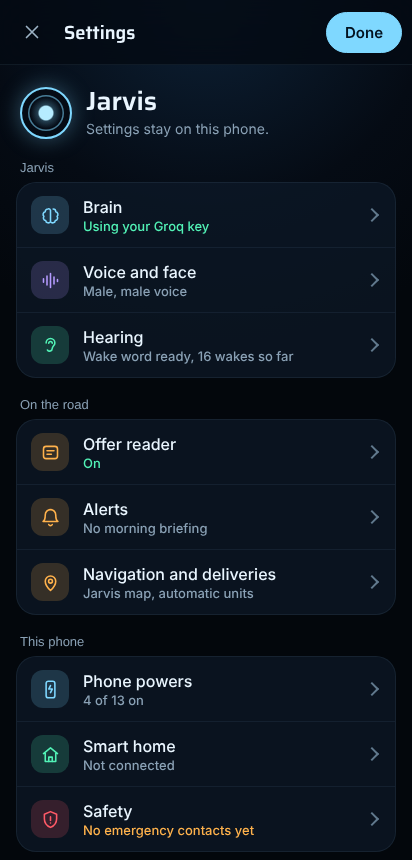 Settings
Done
Jarvis
Settings stay on this phone.
Jarvis
Brain
Using your Groq key
Voice and face
Male, male voice
Hearing
Wake word ready, 16 wakes so far
On the road
Offer reader
On
Alerts
No morning briefing
Navigation and deliveries
Jarvis map, automatic units
This phone
Phone powers
4 of 13 on
Smart home
Not connected
Safety
No emergency contacts yet